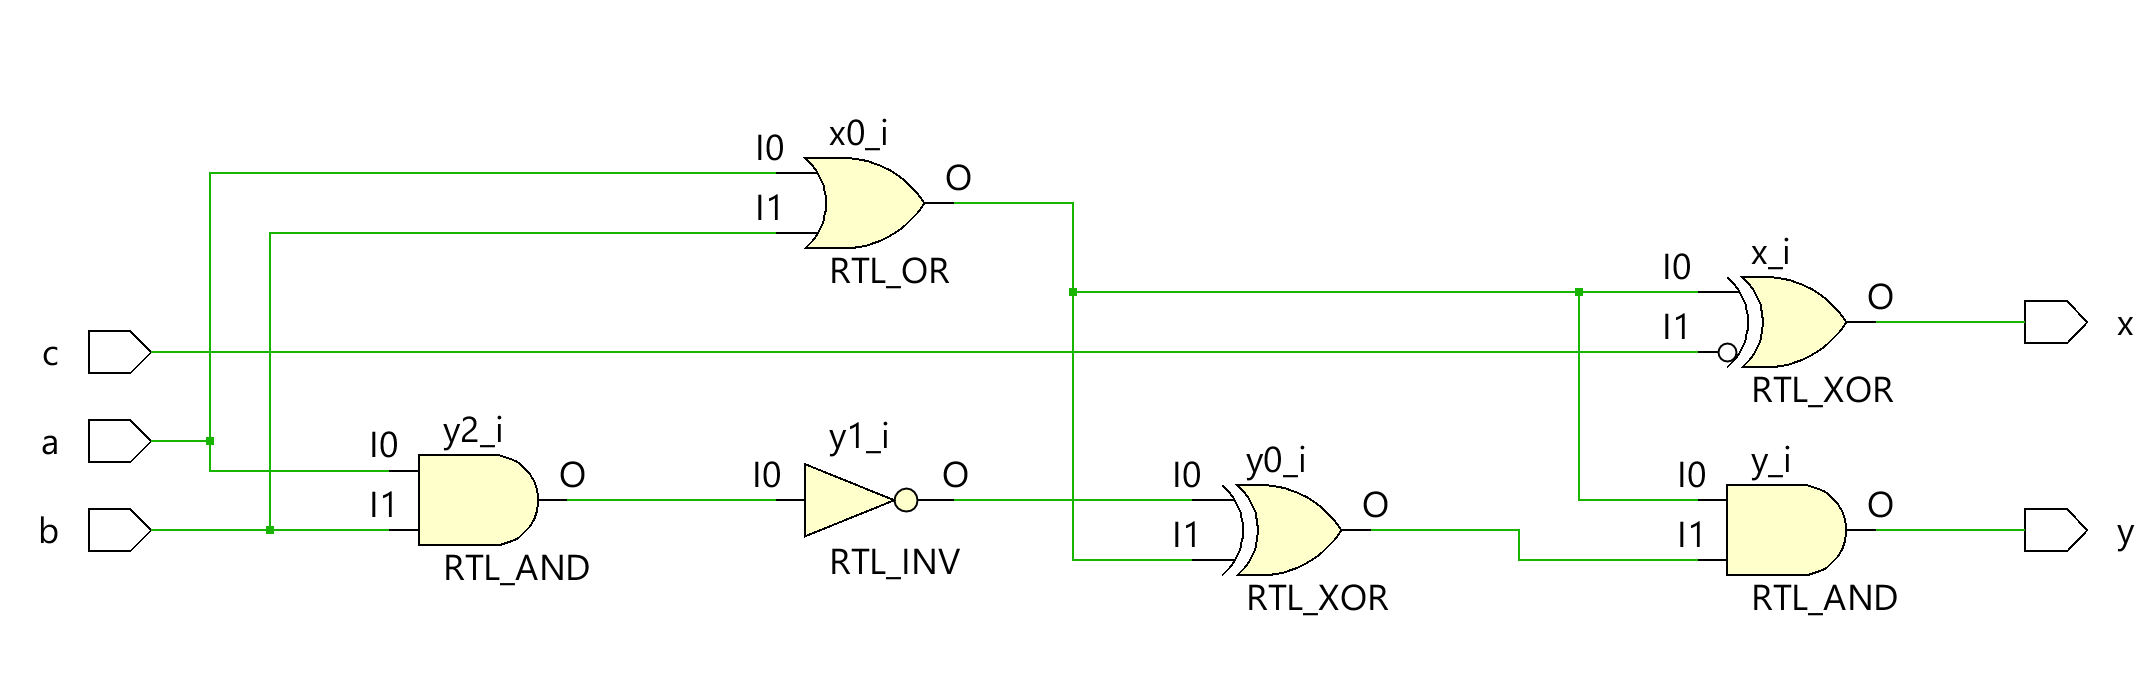 x0_i
I0
O
I1
RTL_OR
x_i
I0
O
I1
RTL_XOR
x
c
a
b
y2_i
I0
O
I1
RTL_AND
y1_i
I0
O
RTL_INV
y0_i
I0
O
I1
RTL_XOR
y_i
I0
O
I1
RTL_AND
y